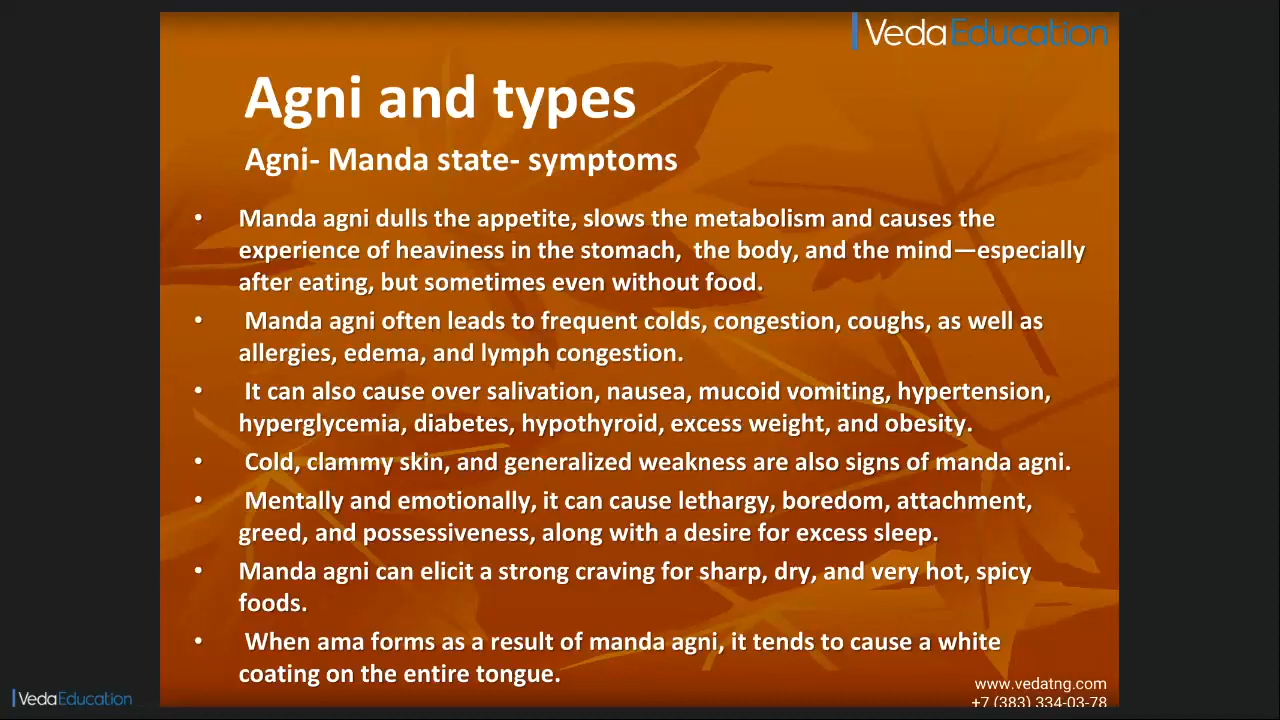 VedaEducation
Agni and types
Agni- Manda state- symptoms
• Manda agni dulls the appetite, slows the metabolism and causes the
experience of heaviness in the stomach,  the body, and the mind—especially
after eating, but sometimes even without food.
• Manda agni often leads to frequent colds, congestion, coughs, as well as
allergies, edema, and lymph congestion.
• It can also cause over salivation, nausea, mucoid vomiting, hypertension,
hyperglycemia, diabetes, hypothyroid, excess weight, and obesity.
• Cold, clammy skin, and generalized weakness are also signs of manda agni.
• Mentally and emotionally, it can cause lethargy, boredom, attachment,
greed, and possessiveness, along with a desire for excess sleep.
• Manda agni can elicit a strong craving for sharp, dry, and very hot, spicy
foods.
• When ama forms as a result of manda agni, it tends to cause a white
coating on the entire tongue.
www.vedatng.com
+7 (383) 334-03-78
VedaEducation